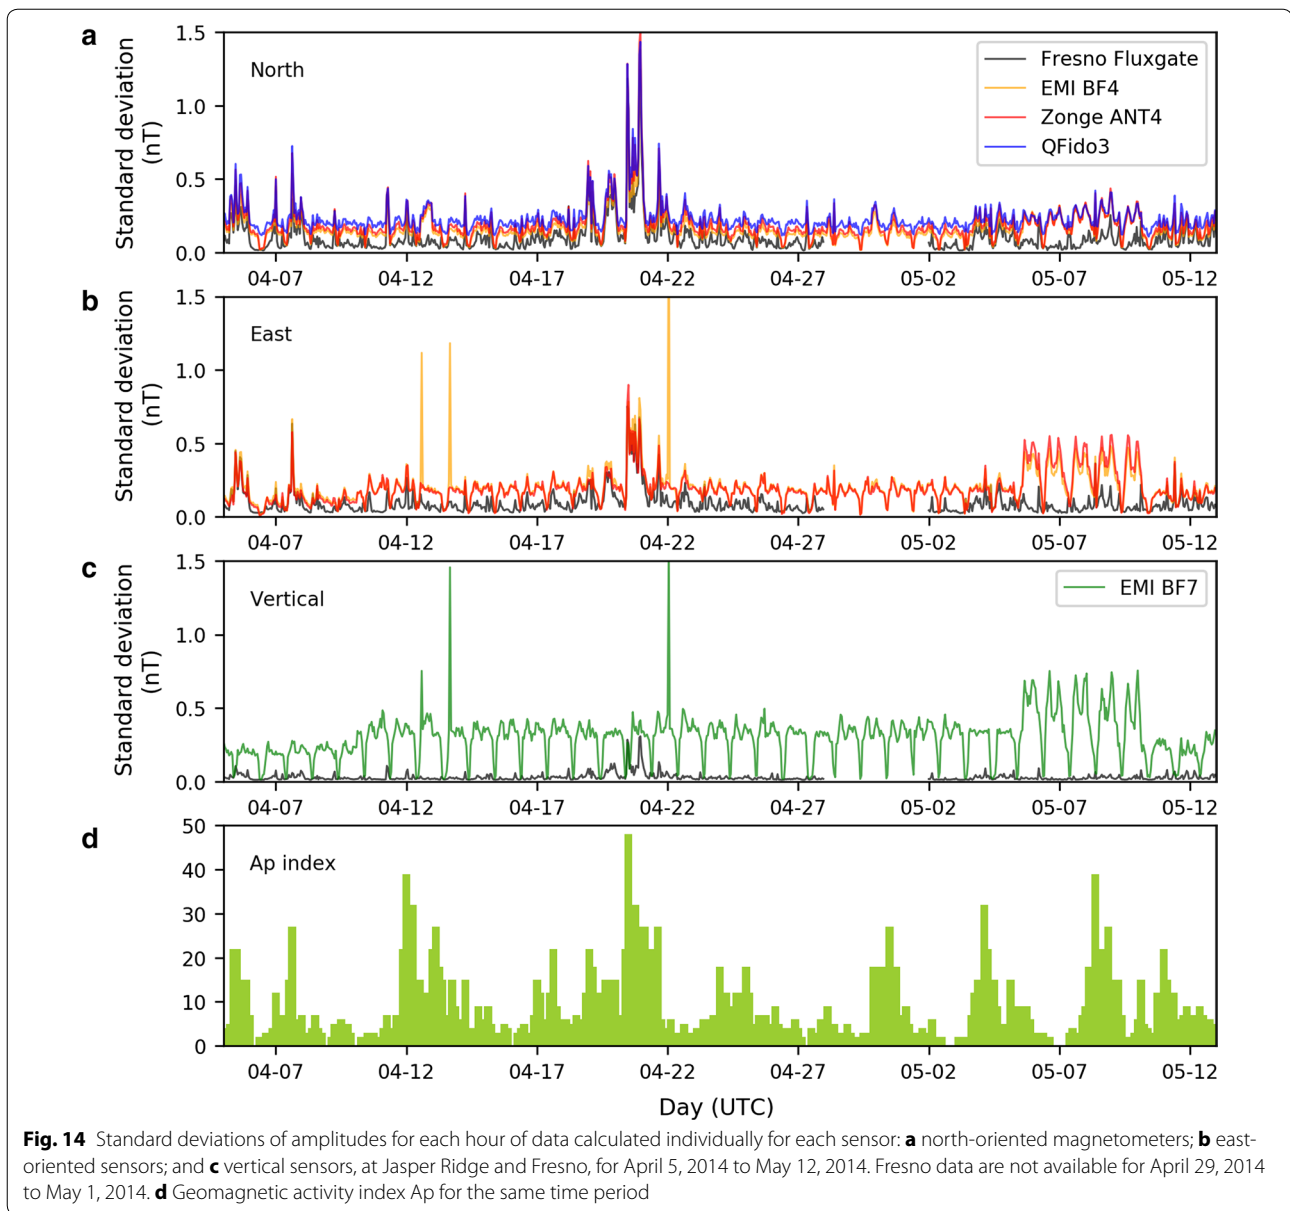 a
1.5
1.0
0.5
0.0
Standard deviation
(nT)
North
Fresno Fluxgate
EMI BF4
Zonge ANT4
QFido3
04-07 04-12 04-17 04-22 04-27 05-02 05-07 05-12
b
1.5
1.0
0.5
0.0
Standard deviation
(nT)
East
04-07 04-12 04-17 04-22 04-27 05-02 05-07 05-12
c
1.5
1.0
0.5
0.0
Standard deviation
(nT)
Vertical
EMI BF7
04-07 04-12 04-17 04-22 04-27 05-02 05-07 05-12
d
50
40
30
20
10
0
Ap index
04-07 04-12 04-17 04-22 04-27 05-02 05-07 05-12
Day (UTC)
Fig. 14 Standard deviations of amplitudes for each hour of data calculated individually for each sensor: a north-oriented magnetometers; b east-
oriented sensors; and c vertical sensors, at Jasper Ridge and Fresno, for April 5, 2014 to May 12, 2014. Fresno data are not available for April 29, 2014
to May 1, 2014. d Geomagnetic activity index Ap for the same time period